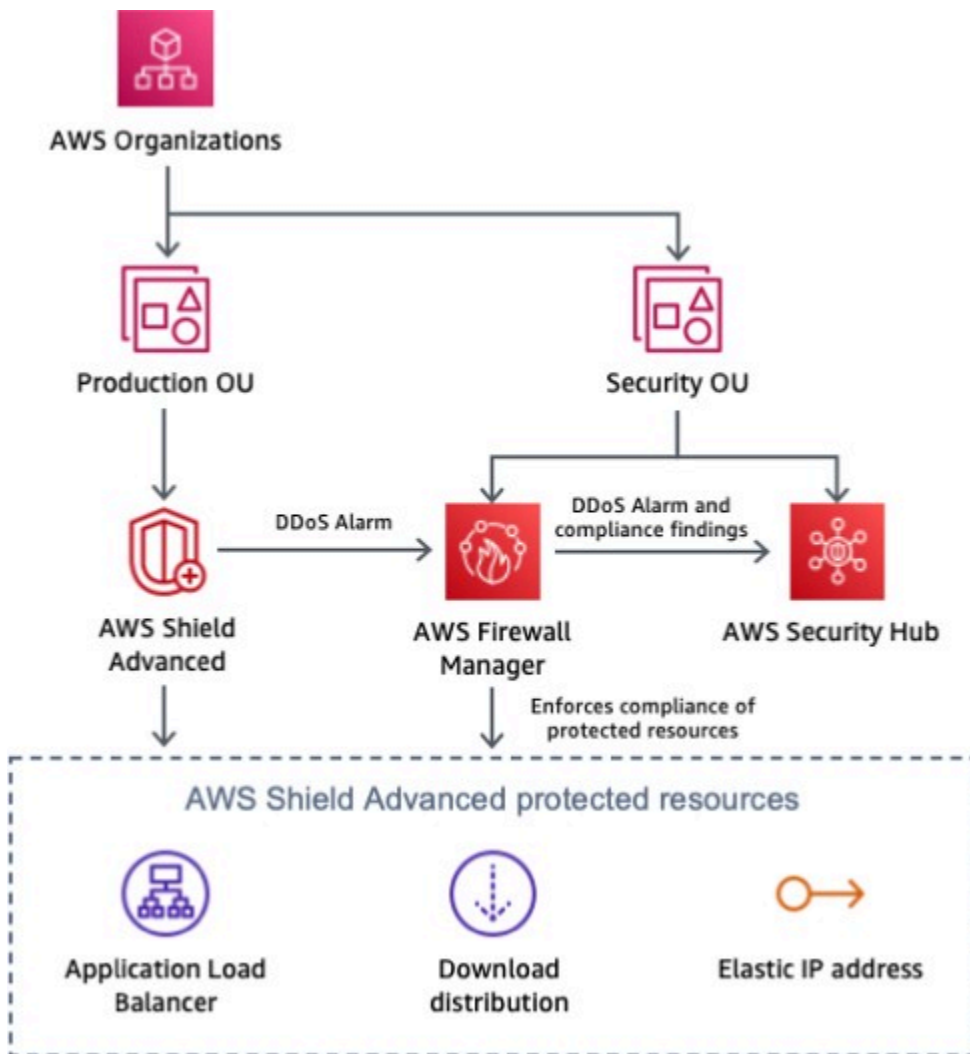 AWS Organizations
Production OU
Security OU
DDoS Alarm
DDoS Alarm and
compliance findings
AWS Shield
Advanced
AWS Firewall
Manager
AWS Security Hub
Enforces compliance of
protected resources
AWS Shield Advanced protected resources
Application Load
Balancer
Download
distribution
Elastic IP address